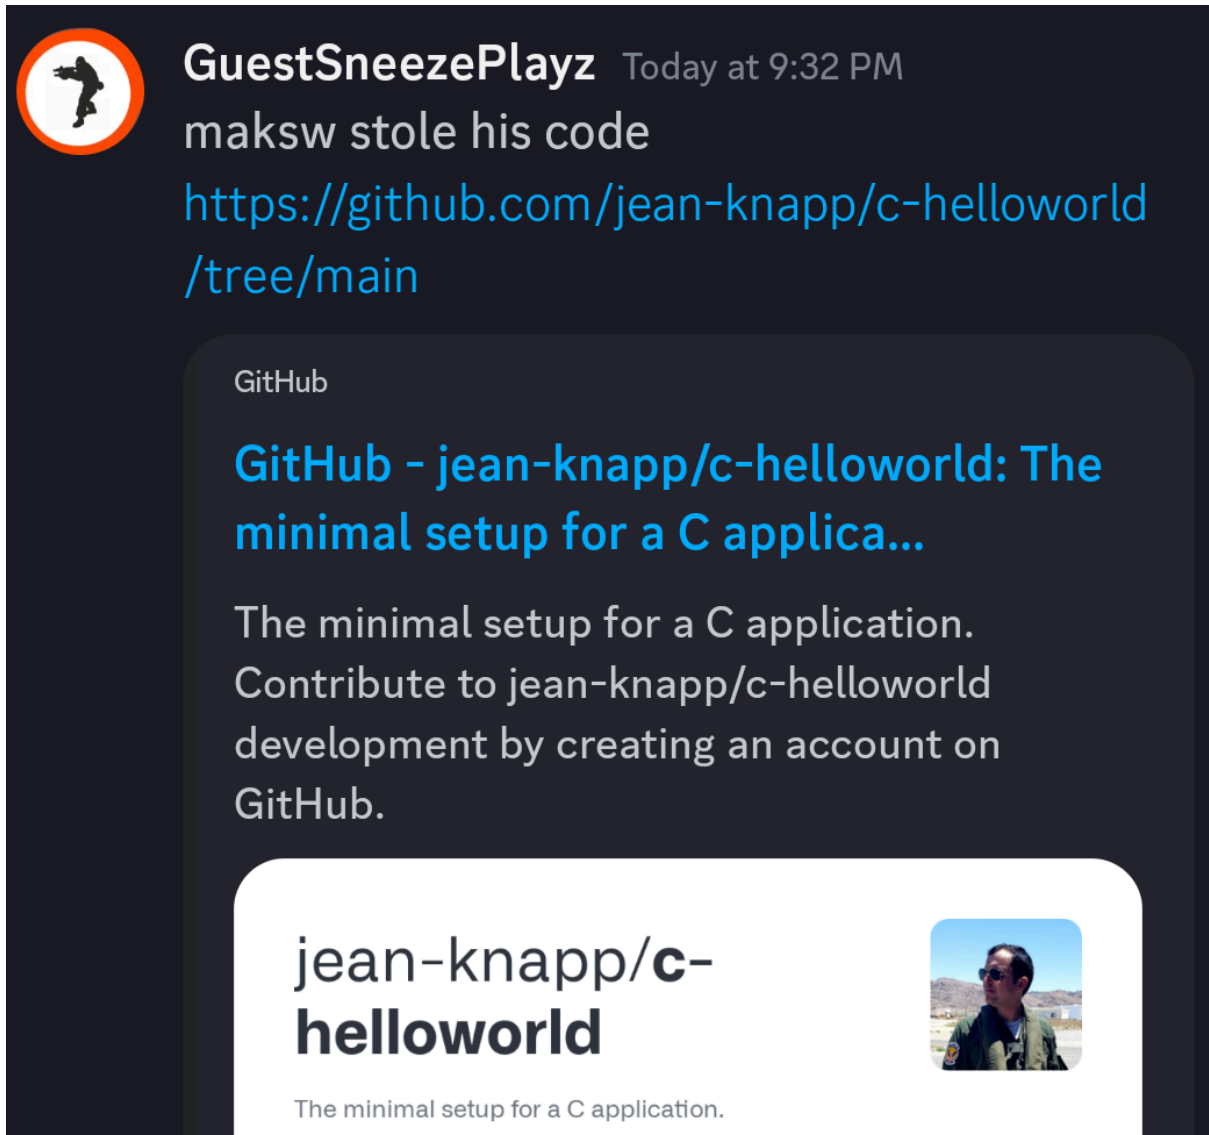 GuestSneezePlayz Today at 9:32 PM
maksw stole his code
https://github.com/jean-knapp/c-helloworld
/tree/main
GitHub
GitHub - jean-knapp/c-helloworld: The
minimal setup for a C applica...
The minimal setup for a C application.
Contribute to jean-knapp/c-helloworld
development by creating an account on
GitHub.
jean-knapp/c-
helloworld
The minimal setup for a C application.